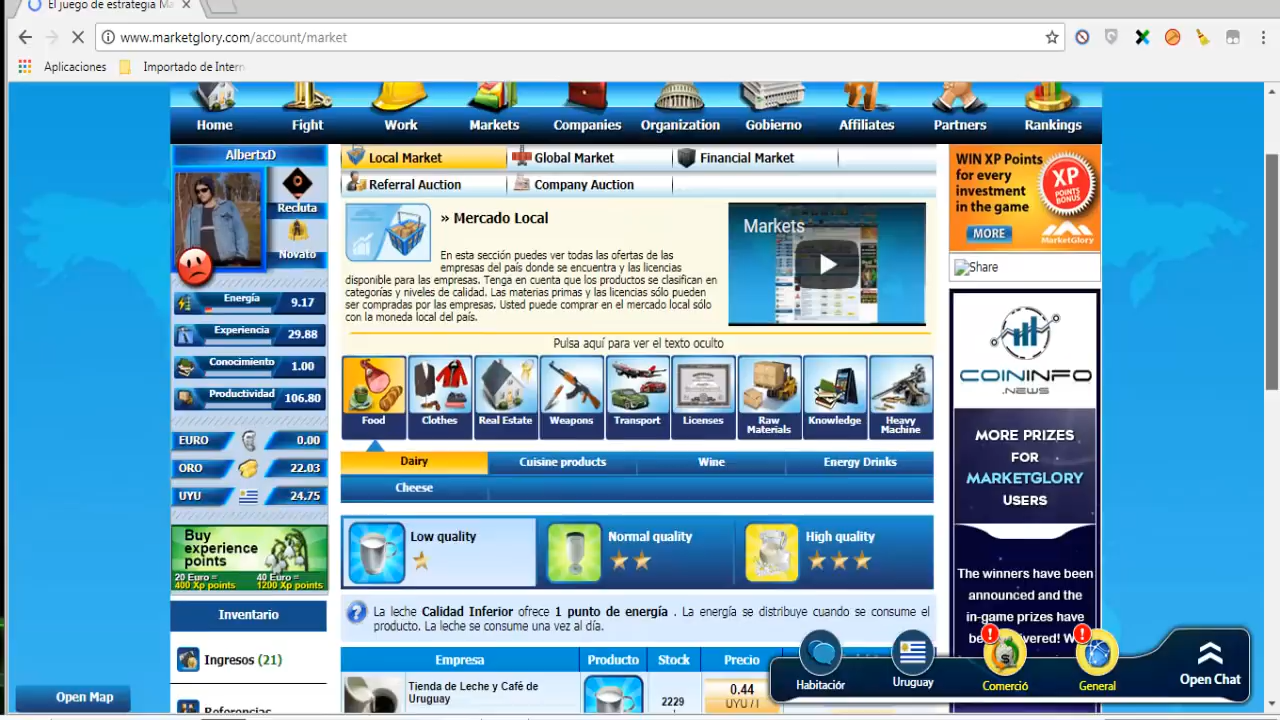 El juego de estrategia Ma
www.marketglory.com/account/market
Aplicaciones
Importado de Intern
Home
Fight
Work
Markets
Companies
Organization
Gobierno
Affiliates
Partners
Rankings
AlbertxD
Recluta
Novato
Energía 9.17
Experiencia 29.88
Conocimiento 1.00
Productividad 106.80
EURO 0.00
ORO 22.03
UYU 24.75
Buy
experience
points
20 Euro = 40 Euro =
400 Xp points 1200 Xp points
Inventario
Ingresos (21)
Referencias
Open Map
Local Market
Global Market
Financial Market
Referral Auction
Company Auction
» Mercado Local
En esta sección puedes ver todas las ofertas de
empresas del país donde se encuentra y las licencias
disponible para las empresas. Tenga en cuenta que los productos se clasifican en
categorías y niveles de calidad. Las materias primas y las licencias sólo pueden
ser compradas por las empresas. Usted puede comprar en el mercado local sólo
con la moneda local del país.
Markets
Pulsa aquí para ver el texto oculto
Food
Clothes
Real Estate
Weapons
Transport
Licenses
Raw
Materials
Knowledge
Heavy
Machine
Dairy
Cuisine products
Wine
Energy Drinks
Cheese
Low quality
Normal quality
High quality
La leche Calidad Inferior ofrece 1 punto de energía . La energía se distribuye cuando se consume el
producto. La leche se consume una vez al día.
Empresa Producto Stock Precio
Tienda de Leche y Café de
Uruguay
2229
0.44
UYU / 1
WIN XP Points
for every
investment
in the game
XP
POINTS
BONUS
MORE
MARKETGLORY
Share
COININFO
.NEWS
MORE PRIZES
FOR
MARKETGLORY
USERS
The winners have been
announced and the
in-game prizes have
Habitaciór
Uruguay
Comerció
General
Open Chat